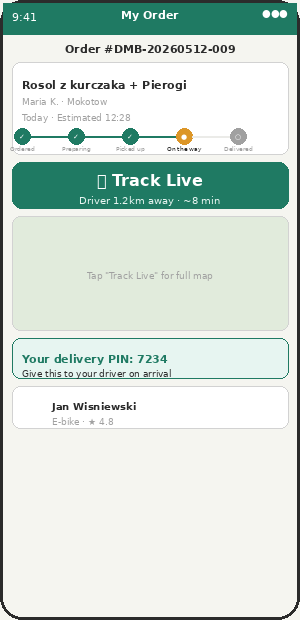 9:41
My Order
Order #DMB-20260512-009
Rosol z kurczaka + Pierogi
Maria K. · Mokotow
Today · Estimated 12:28
Ordered
Preparing
Picked up
On the way
Delivered
Track Live
Driver 1.2km away · ~8 min
Tap "Track Live" for full map
Your delivery PIN: 7234
Give this to your driver on arrival
Jan Wisniewski
E-bike · ★ 4.8